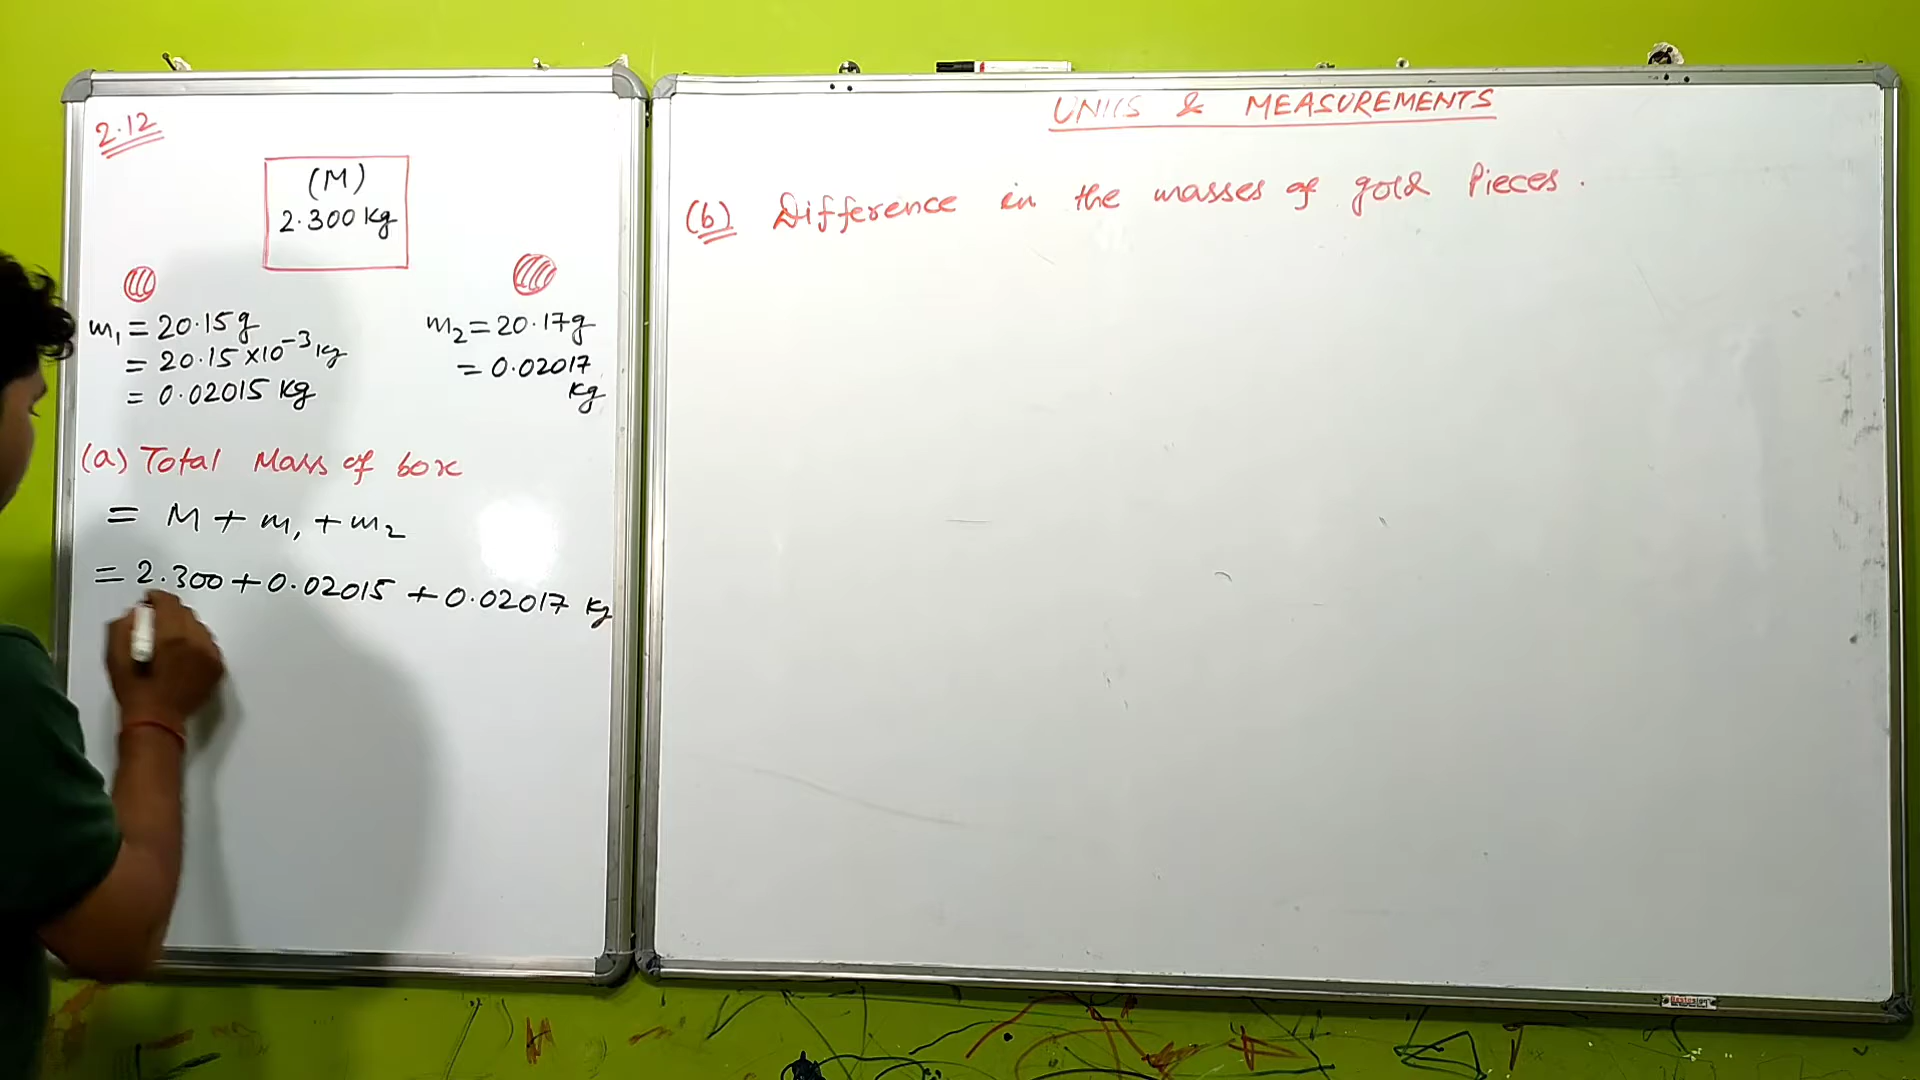 2.12
(M)
2.300 Kg
m₁ = 20.15 g
= 20.15 ×10⁻³ kg
= 0.02015 Kg
m₂ = 20.17g
= 0.02017
Kg
(a) Total Mass of box
= M + m₁ + m₂
= 2.300 + 0.02015 + 0.02017 Kg
UNITS & MEASUREMENTS
(b) Difference in the masses of gold Pieces .